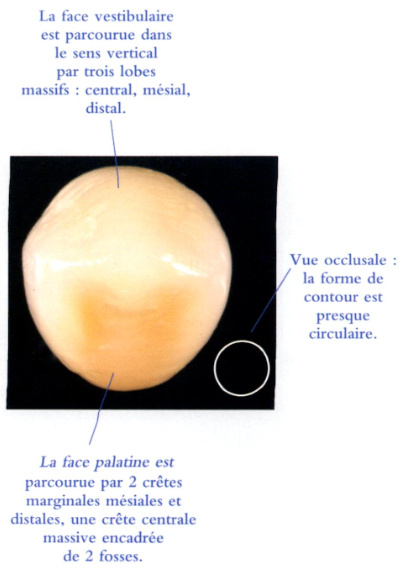 La face vestibulaire
est parcourue dans
le sens vertical
par trois lobes
massifs : central, mésial,
distal.
Vue occlusale :
la forme de
contour est
presque
circulaire.
La face palatine est
parcourue par 2 crêtes
marginales mésiales et
distales, une crête centrale
massive encadrée
de 2 fosses.